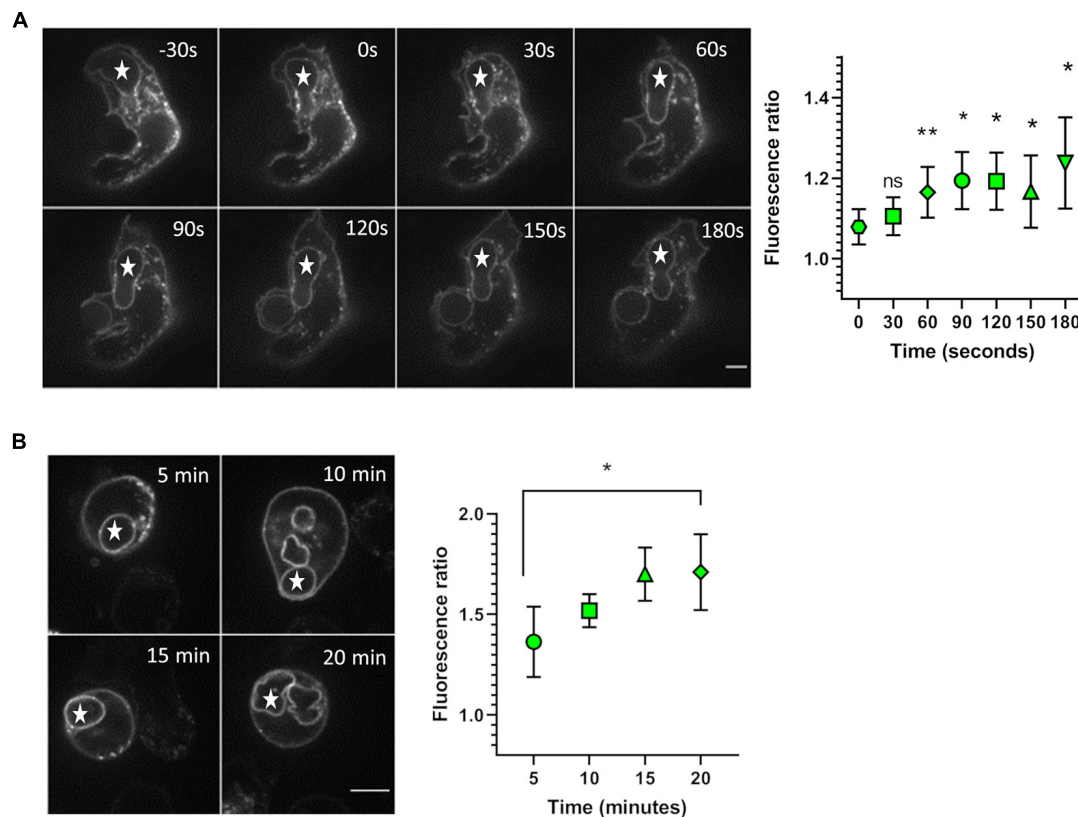 A
-30s 0s 30s 60s
90s 120s 150s 180s
Fluorescence ratio
1.4
1.2
1.0
ns ** * * * *
0 30 60 90 120 150 180
Time (seconds)
B
5 min 10 min
15 min 20 min
*
Fluorescence ratio
2.0
1.5
1.0
5 10 15 20
Time (minutes)